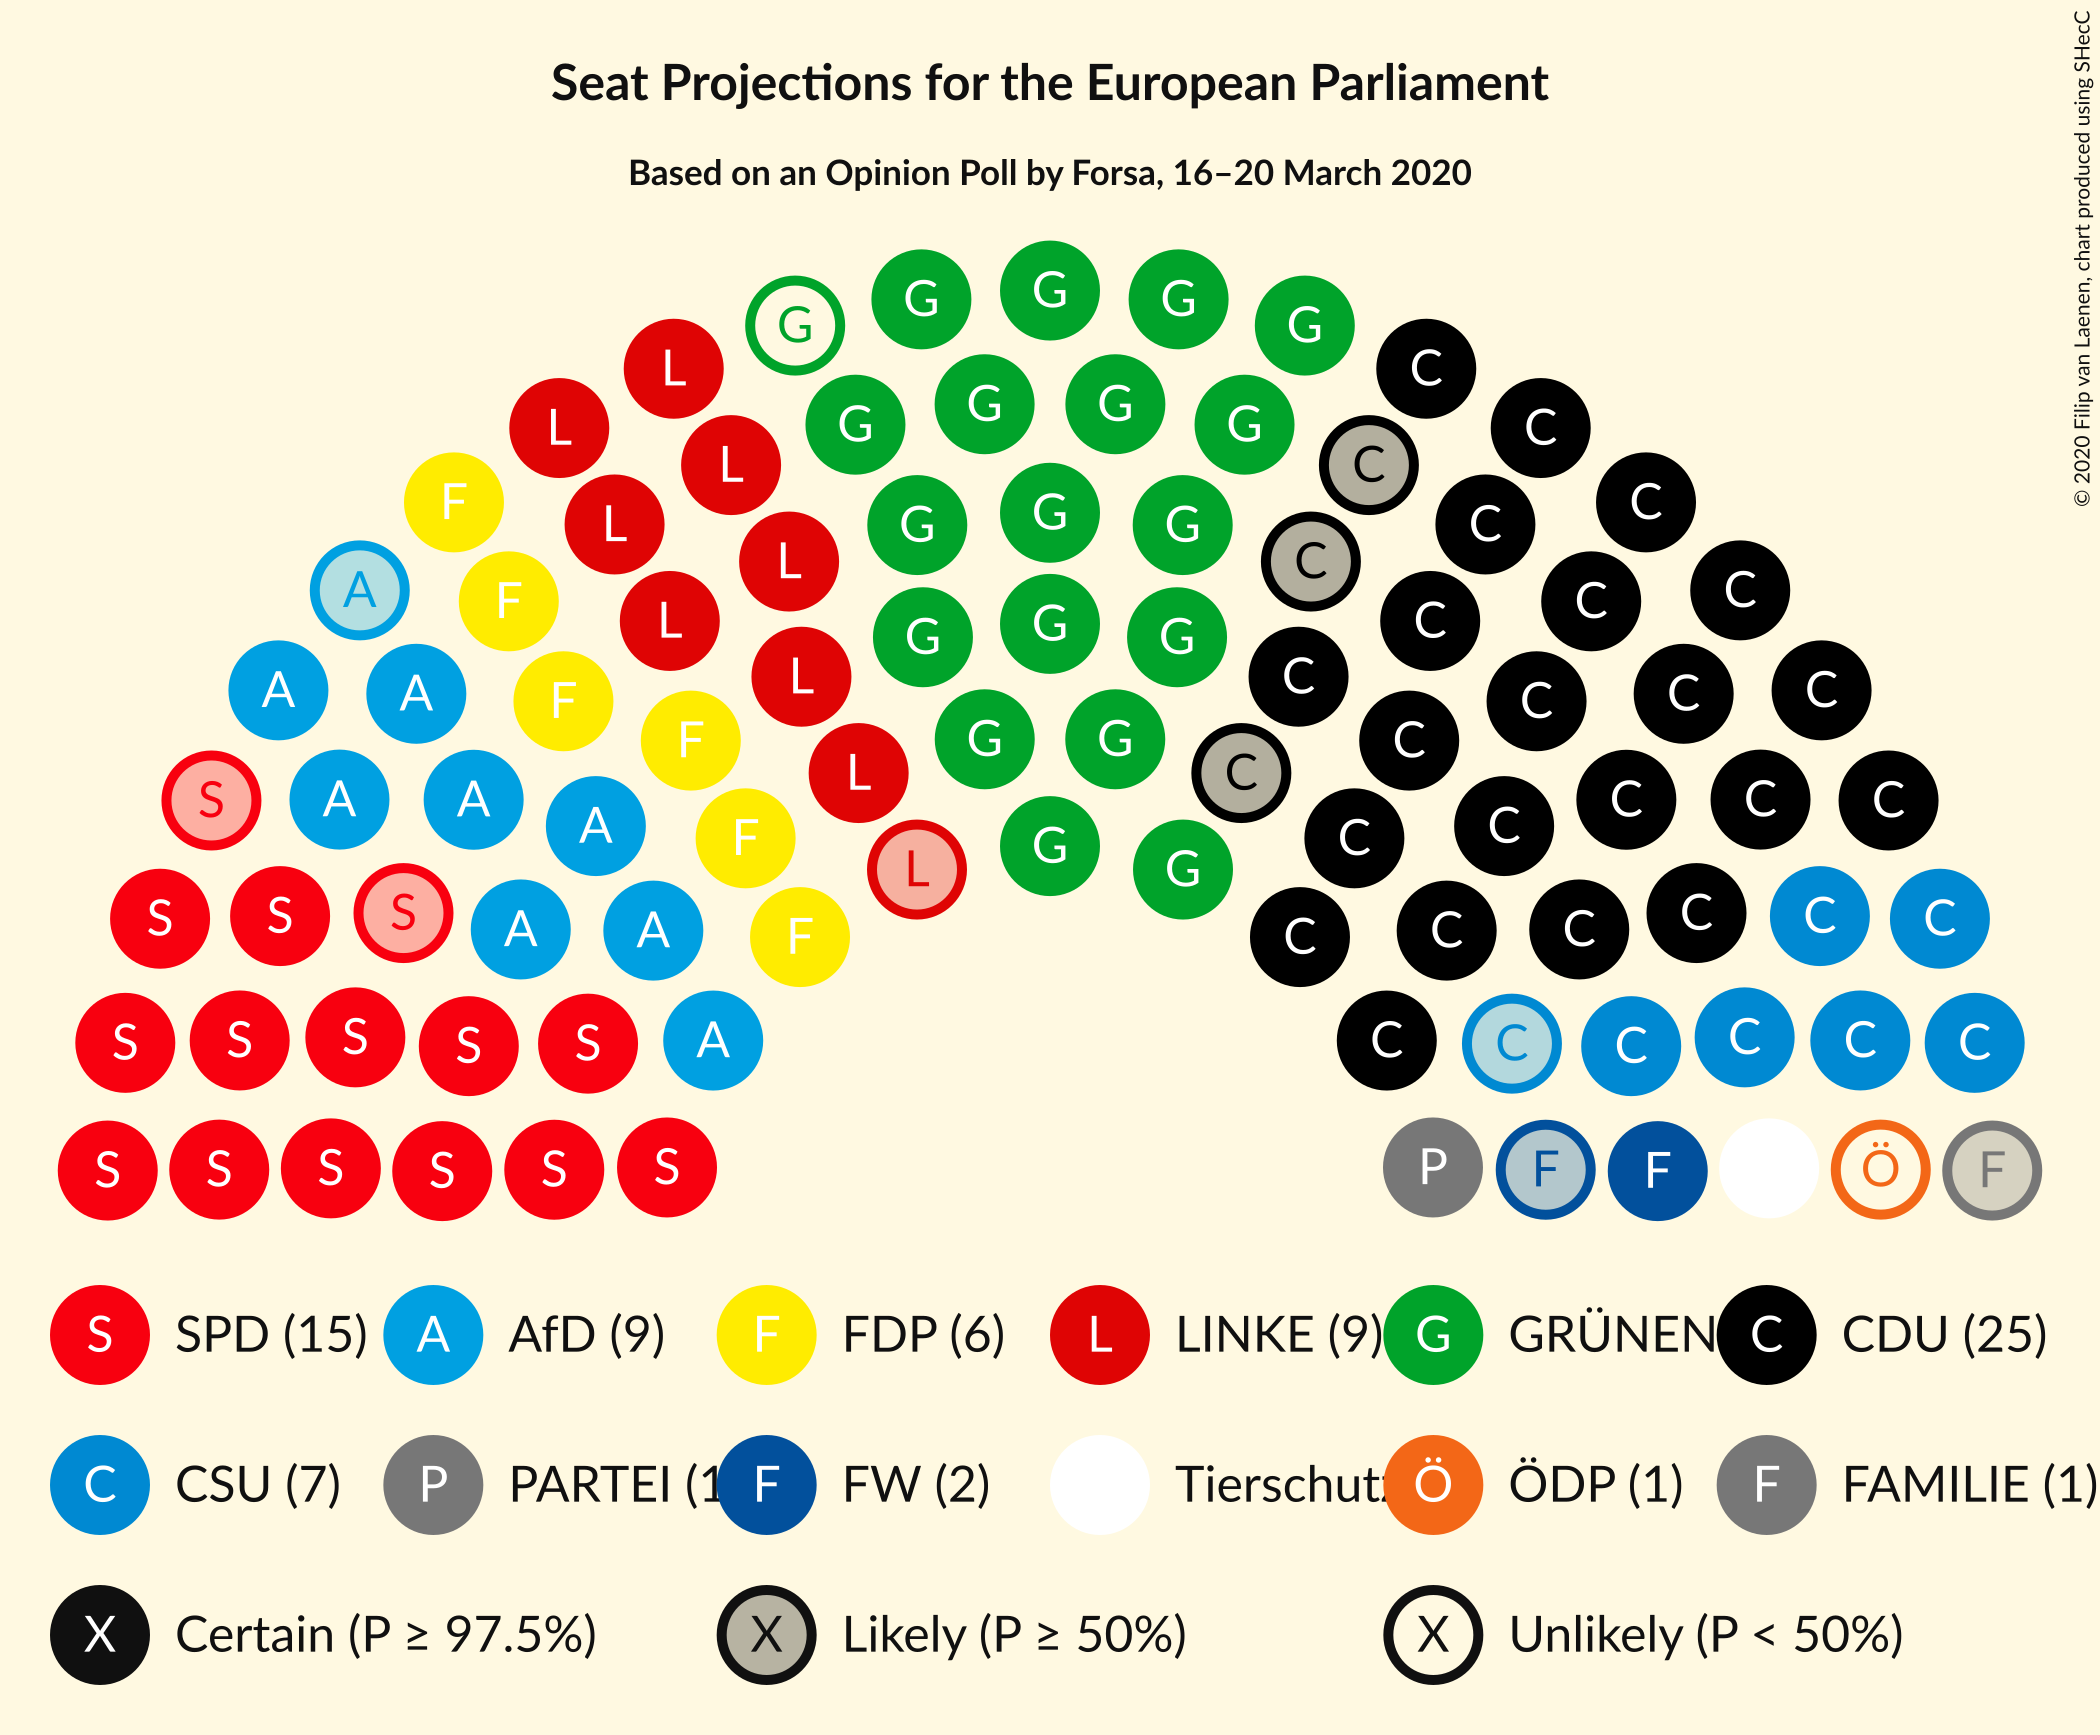 Seat Projections for the European Parliament
Based on an Opinion Poll by Forsa, 16–20 March 2020
© 2020 Filip van Laenen, chart produced using SHecC
G G G G G
L C
L G G G G C
L C
F L G G G C C
L C
A F L G G G C C C
F L C
A A F L G G C C C
F L C
S A A A F L G G C C C C C
S S S A A F C C C C C C
S S S S S A C C C C C C
S S S S S S P F F Ö F
S SPD (15) A AfD (9) F FDP (6) L LINKE (9) G GRÜNEN C CDU (25)
C CSU (7) P PARTEI (1 F FW (2) Tierschutz Ö ÖDP (1) F FAMILIE (1)
X Certain (P ≥ 97.5%) X Likely (P ≥ 50%) X Unlikely (P < 50%)